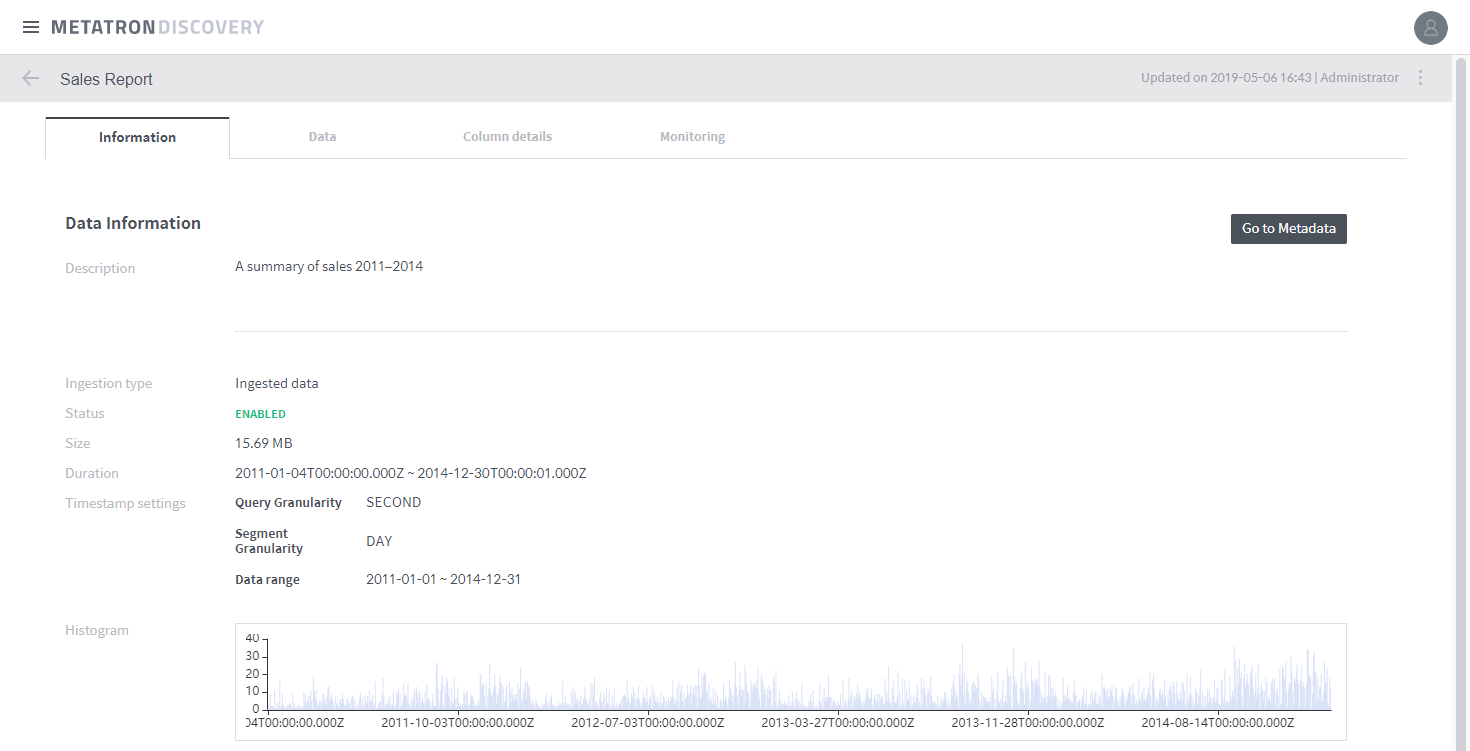 METATRONDISCOVERY
Sales Report
Updated on 2019-05-06 16:43 | Administrator
Information Data Column details Monitoring
Data Information
Go to Metadata
Description A summary of sales 2011–2014
Ingestion type Ingested data
Status ENABLED
Size 15.69 MB
Duration 2011-01-04T00:00:00.000Z ~ 2014-12-30T00:00:01.000Z
Timestamp settings Query Granularity SECOND
Segment
Granularity DAY
Data range 2011-01-01 ~ 2014-12-31
Histogram
40
30
20
10
0
04T00:00:00.000Z 2011-10-03T00:00:00.000Z 2012-07-03T00:00:00.000Z 2013-03-27T00:00:00.000Z 2013-11-28T00:00:00.000Z 2014-08-14T00:00:00.000Z